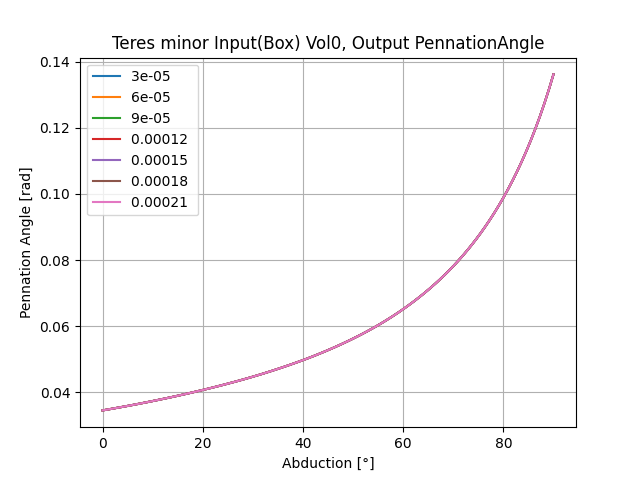 Teres minor Input(Box) Vol0, Output PennationAngle
0.14
0.12
0.10
0.08
0.06
0.04
Pennation Angle [rad]
3e-05
6e-05
9e-05
0.00012
0.00015
0.00018
0.00021
0
20
40
60
80
Abduction [°]